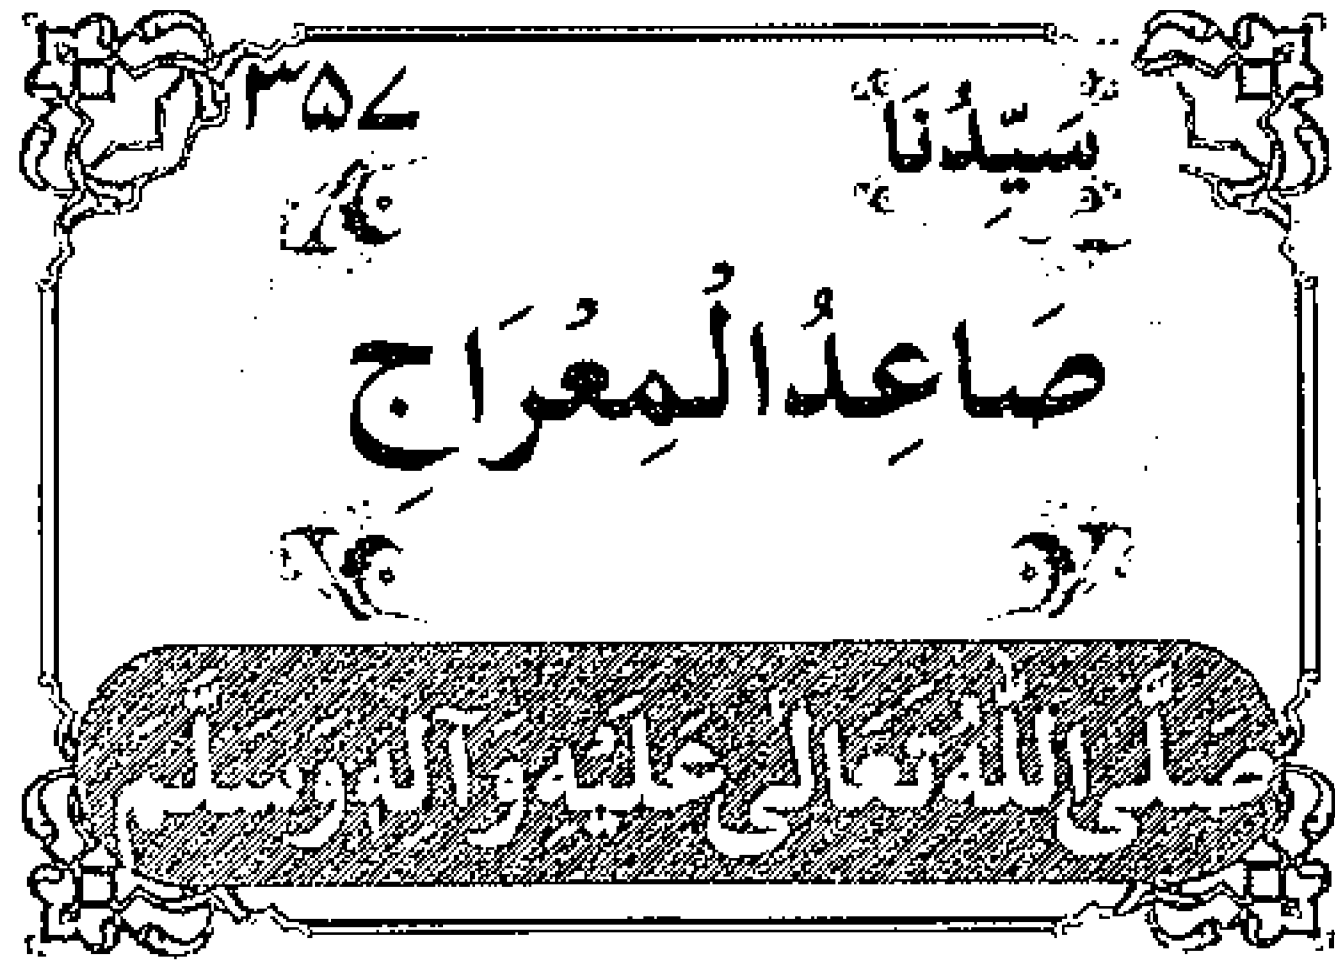 سَيِّدُنَا ۳۵۷
صَاعِدُ الْمِعْرَاجِ
صَلَّى اللّٰهُ تَعَالٰى عَلَيْهِ وَآلِهٖ وَسَلَّم